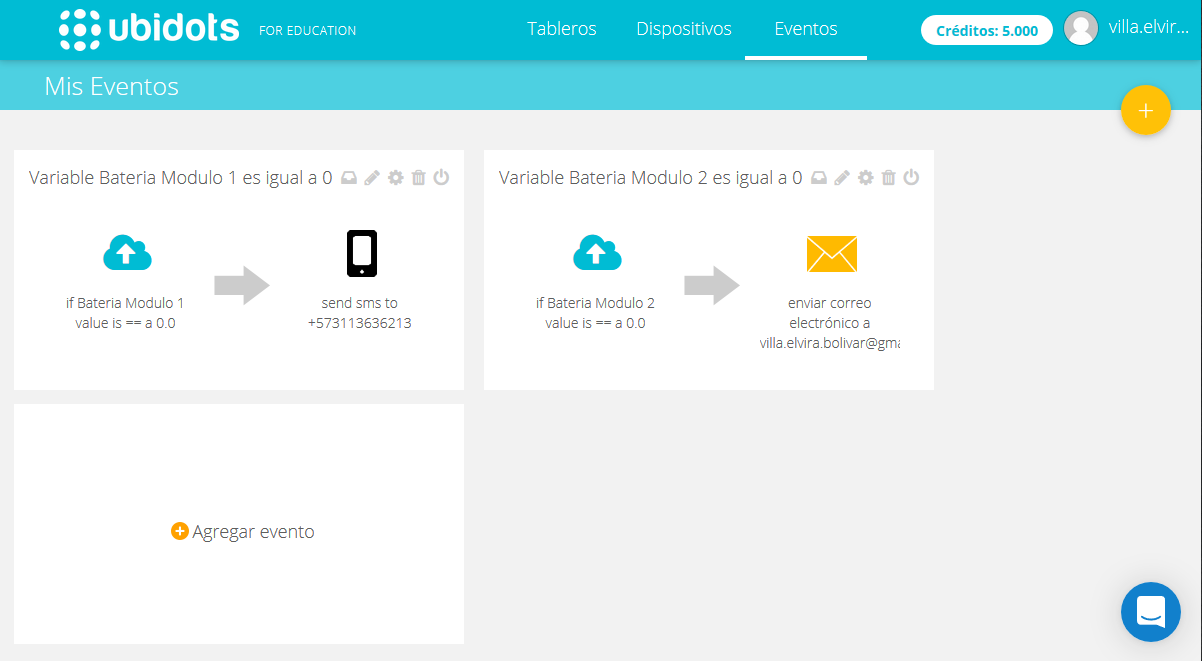 ubidots FOR EDUCATION Tableros Dispositivos Eventos Créditos: 5.000 villa.elvir...
Mis Eventos
Variable Bateria Modulo 1 es igual a 0
if Bateria Modulo 1
value is == a 0.0
send sms to
+573113636213
Variable Bateria Modulo 2 es igual a 0
if Bateria Modulo 2
value is == a 0.0
enviar correo
electrónico a
villa.elvira.bolivar@gma
Agregar evento